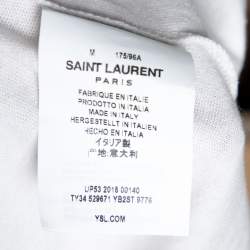 M 175/96A
SAINT LAURENT
PARIS
FABRIQUE EN ITALIE
PRODOTTO IN ITALIA
MADE IN ITALY
HERGESTELLT IN ITALIEN
HECHO EN ITALIA
イタリア製
产地:意大利
UP53 2018 00140
TY34 529671 YB2ST 9776
YSL.COM